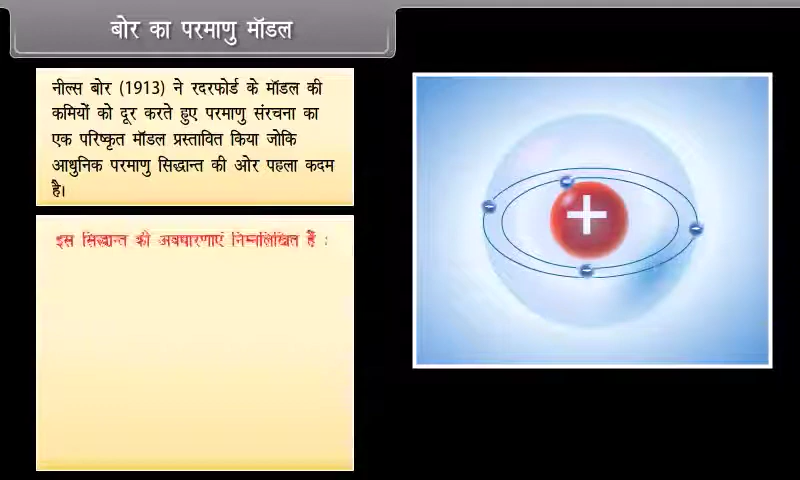 बोर का परमाणु मॉडल
नील्स बोर (1913) ने रदरफोर्ड के मॉडल की
कमियों को दूर करते हुए परमाणु संरचना का
एक परिष्कृत मॉडल प्रस्तावित किया जोकि
आधुनिक परमाणु सिद्धान्त की ओर पहला कदम
है।
इस सिद्धान्त की अवधारणाएं निम्नलिखित हैं :
+